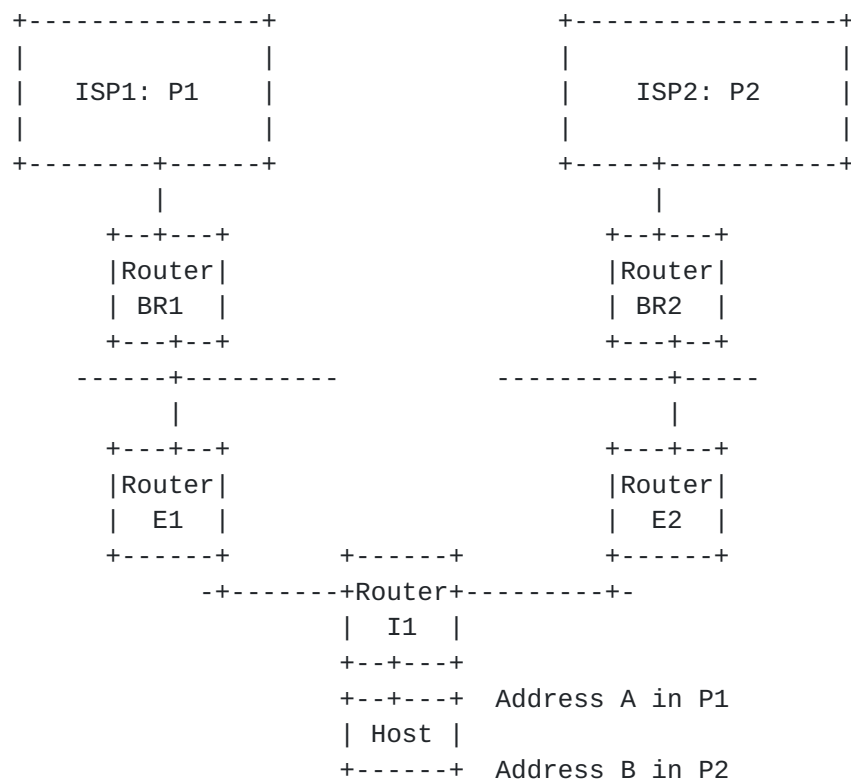 ISP1: P1 ISP2: P2
Router Router
BR1 BR2
Router Router
E1 E2
Router
I1
Address A in P1
Host
Address B in P2